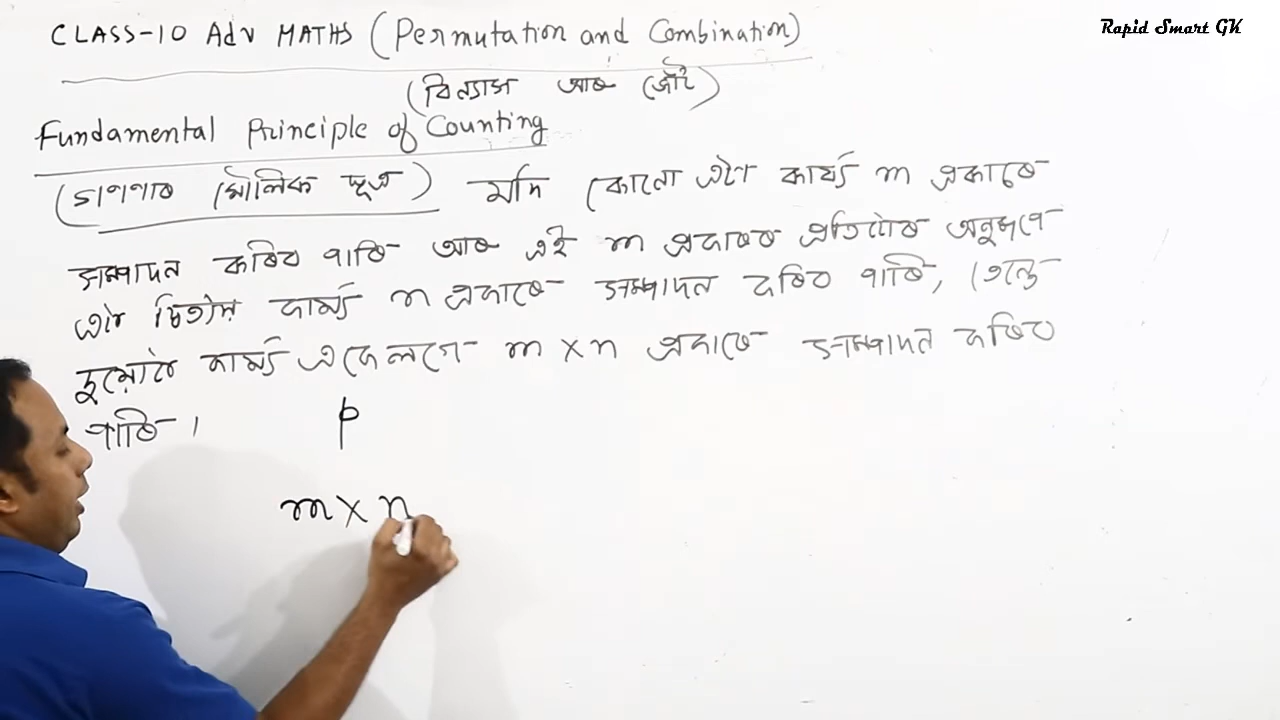 CLASS-10 Adv MATHS (Permutation and Combination)
Rapid Smart GK
(বিন্যাস আৰু জোঁট)
Fundamental Principle of Counting
(গণণাৰ মৌলিক সূত্ৰ) যদি কোনো এটা কাৰ্য্য m প্ৰকাৰে
সম্পাদন কৰিব পাৰি আৰু এই m প্ৰকাৰৰ প্ৰতিটোৰ অনুৰূপে
এটা দ্বিতীয় কাৰ্য্য n প্ৰকাৰে সম্পাদন কৰিব পাৰি, তেন্তে
দুয়োটা কাৰ্য্য একেলগে m × n প্ৰকাৰে সম্পাদন কৰিব
পাৰি।
p
m × n